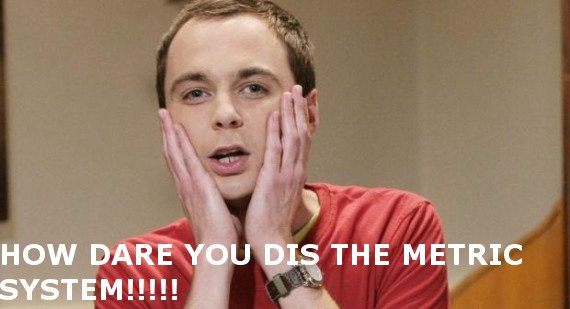 HOW DARE YOU DIS THE METRIC
SYSTEM!!!!!